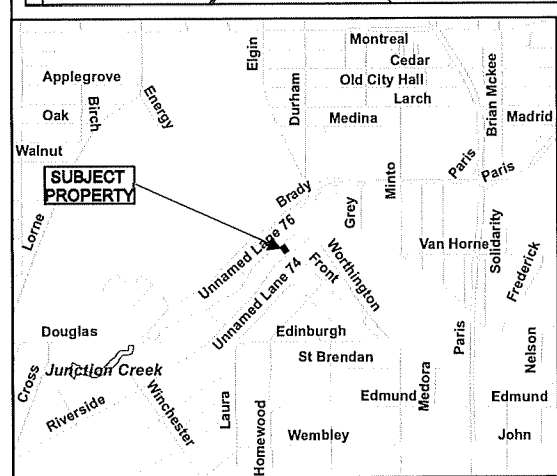 Montreal
Elgin
Cedar
Applegrove
Energy
Old City Hall
Durham
Larch
Brian Mckee
Birch
Oak
Medina
Madrid
Walnut
SUBJECT
PROPERTY
Paris
Paris
Minto
Brady
Grey
Lorne
Unnamed Lane 76
Van Horne
Solidarity
Worthington
Front
Frederick
Unnamed Lane 74
Douglas
Edinburgh
Paris
Nelson
St Brendan
Junction Creek
Cross
Edmund
Medora
Edmund
Riverside
Winchester
Laura
Homewood
Wembley
John